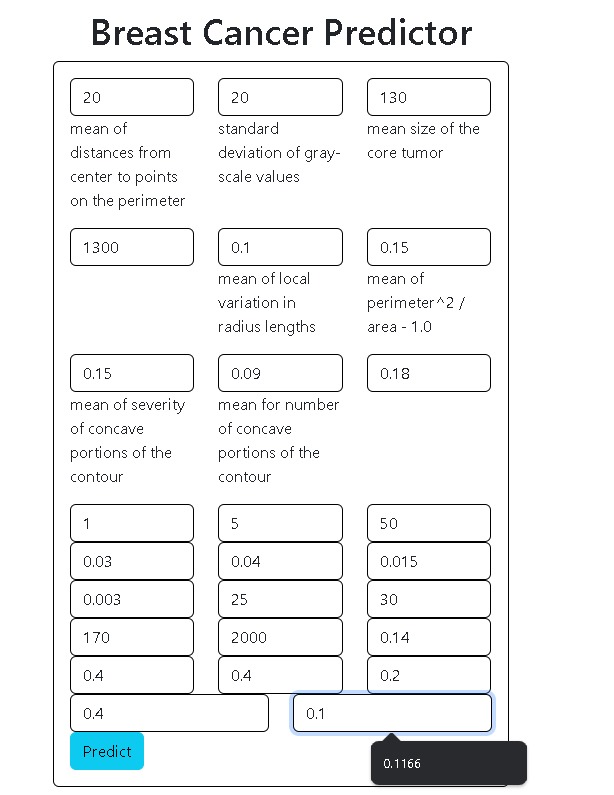 Breast Cancer Predictor
20 20 130
mean of standard mean size of the
distances from deviation of gray- core tumor
center to points scale values
on the perimeter
1300 0.1 0.15
mean of local mean of
variation in perimeter^2 /
radius lengths area - 1.0
0.15 0.09 0.18
mean of severity mean for number
of concave of concave
portions of the portions of the
contour contour
1 5 50
0.03 0.04 0.015
0.003 25 30
170 2000 0.14
0.4 0.4 0.2
0.4 0.1
Predict 0.1166